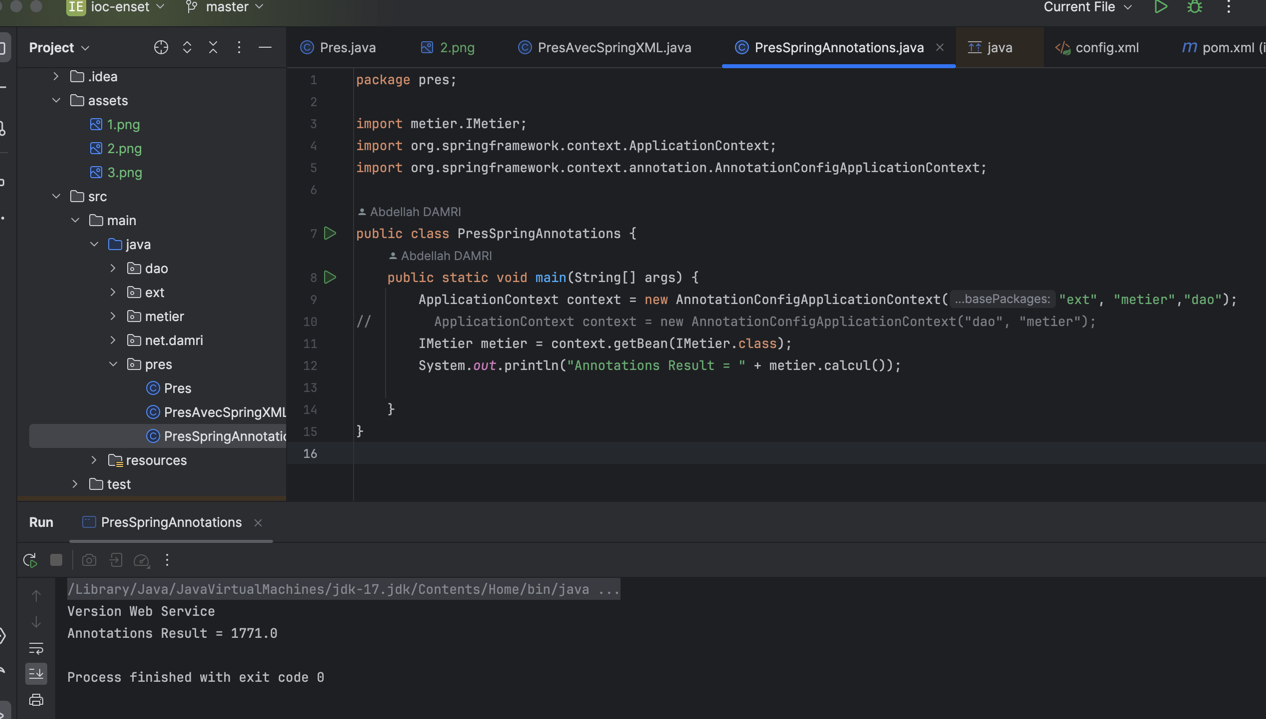 IE ioc-enset master Current File
Project
Pres.java 2.png PresAvecSpringXML.java PresSpringAnnotations.java java config.xml pom.xml (i
.idea
assets
1.png
2.png
3.png
src
main
java
dao
ext
metier
net.damri
pres
Pres
PresAvecSpringXML
PresSpringAnnotatio
resources
test
1 package pres;
2
3 import metier.IMetier;
4 import org.springframework.context.ApplicationContext;
5 import org.springframework.context.annotation.AnnotationConfigApplicationContext;
6
Abdellah DAMRI
7 public class PresSpringAnnotations {
Abdellah DAMRI
8 public static void main(String[] args) {
9 ApplicationContext context = new AnnotationConfigApplicationContext( ...basePackages: "ext", "metier","dao");
10 // ApplicationContext context = new AnnotationConfigApplicationContext("dao", "metier");
11 IMetier metier = context.getBean(IMetier.class);
12 System.out.println("Annotations Result = " + metier.calcul());
13
14 }
15 }
16
Run PresSpringAnnotations
/Library/Java/JavaVirtualMachines/jdk-17.jdk/Contents/Home/bin/java ...
Version Web Service
Annotations Result = 1771.0
Process finished with exit code 0